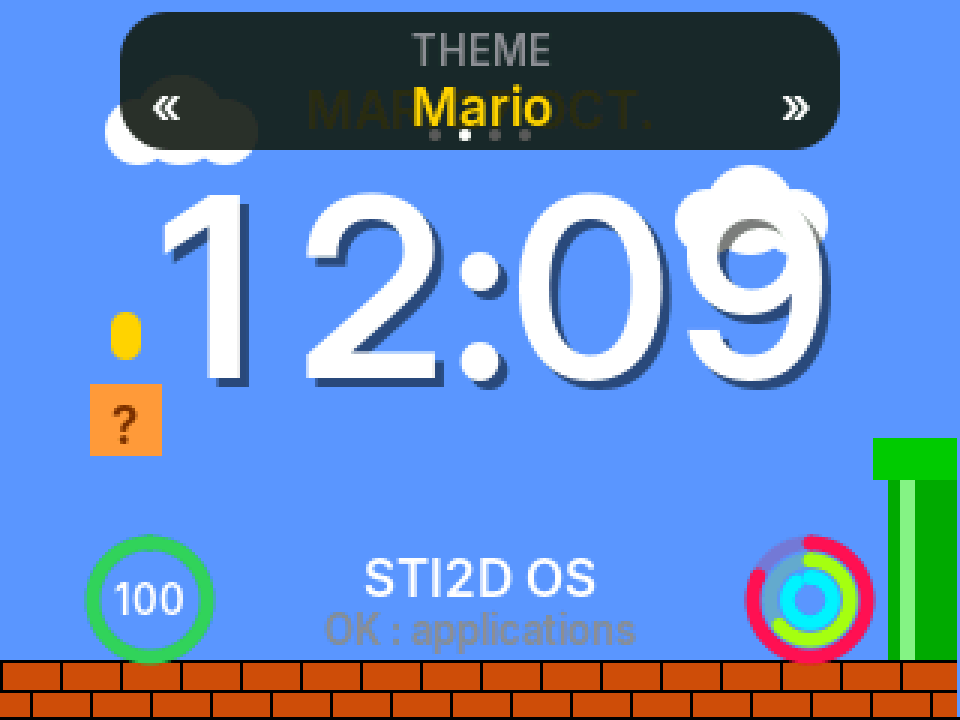 THEME
« Mario »
12:09
?
100
STI2D OS
OK : applications